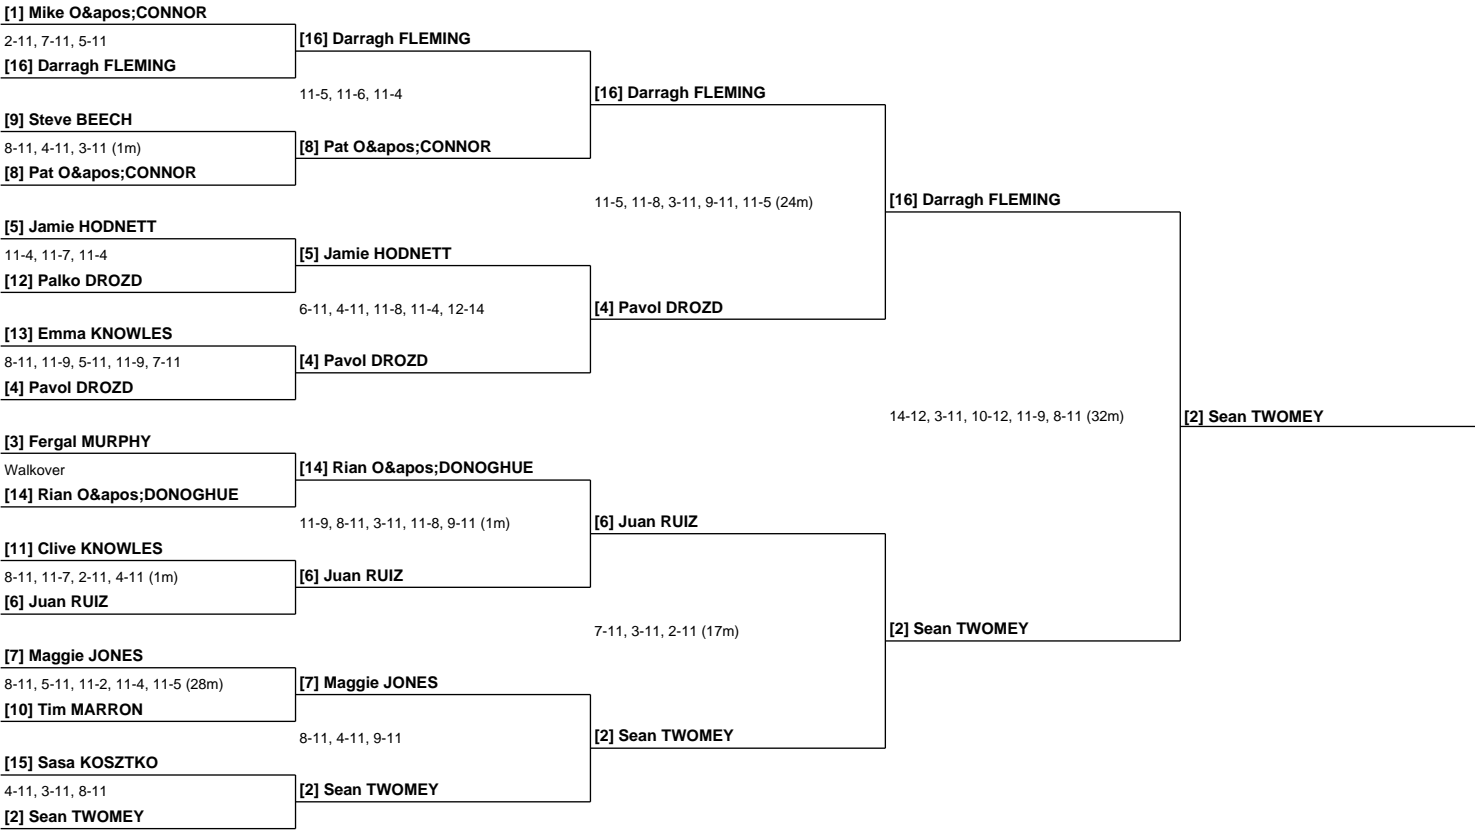 [1] Mike O&apos;CONNOR
2-11, 7-11, 5-11
[16] Darragh FLEMING
[16] Darragh FLEMING
11-5, 11-6, 11-4
[16] Darragh FLEMING
[9] Steve BEECH
8-11, 4-11, 3-11 (1m)
[8] Pat O&apos;CONNOR
[8] Pat O&apos;CONNOR
11-5, 11-8, 3-11, 9-11, 11-5 (24m)
[16] Darragh FLEMING
[5] Jamie HODNETT
11-4, 11-7, 11-4
[5] Jamie HODNETT
[12] Palko DROZD
6-11, 4-11, 11-8, 11-4, 12-14
[4] Pavol DROZD
[13] Emma KNOWLES
8-11, 11-9, 5-11, 11-9, 7-11
[4] Pavol DROZD
[4] Pavol DROZD
14-12, 3-11, 10-12, 11-9, 8-11 (32m)
[2] Sean TWOMEY
[3] Fergal MURPHY
Walkover
[14] Rian O&apos;DONOGHUE
[14] Rian O&apos;DONOGHUE
11-9, 8-11, 3-11, 11-8, 9-11 (1m)
[6] Juan RUIZ
[11] Clive KNOWLES
8-11, 11-7, 2-11, 4-11 (1m)
[6] Juan RUIZ
[6] Juan RUIZ
7-11, 3-11, 2-11 (17m)
[2] Sean TWOMEY
[7] Maggie JONES
8-11, 5-11, 11-2, 11-4, 11-5 (28m)
[7] Maggie JONES
[10] Tim MARRON
8-11, 4-11, 9-11
[2] Sean TWOMEY
[15] Sasa KOSZTKO
4-11, 3-11, 8-11
[2] Sean TWOMEY
[2] Sean TWOMEY